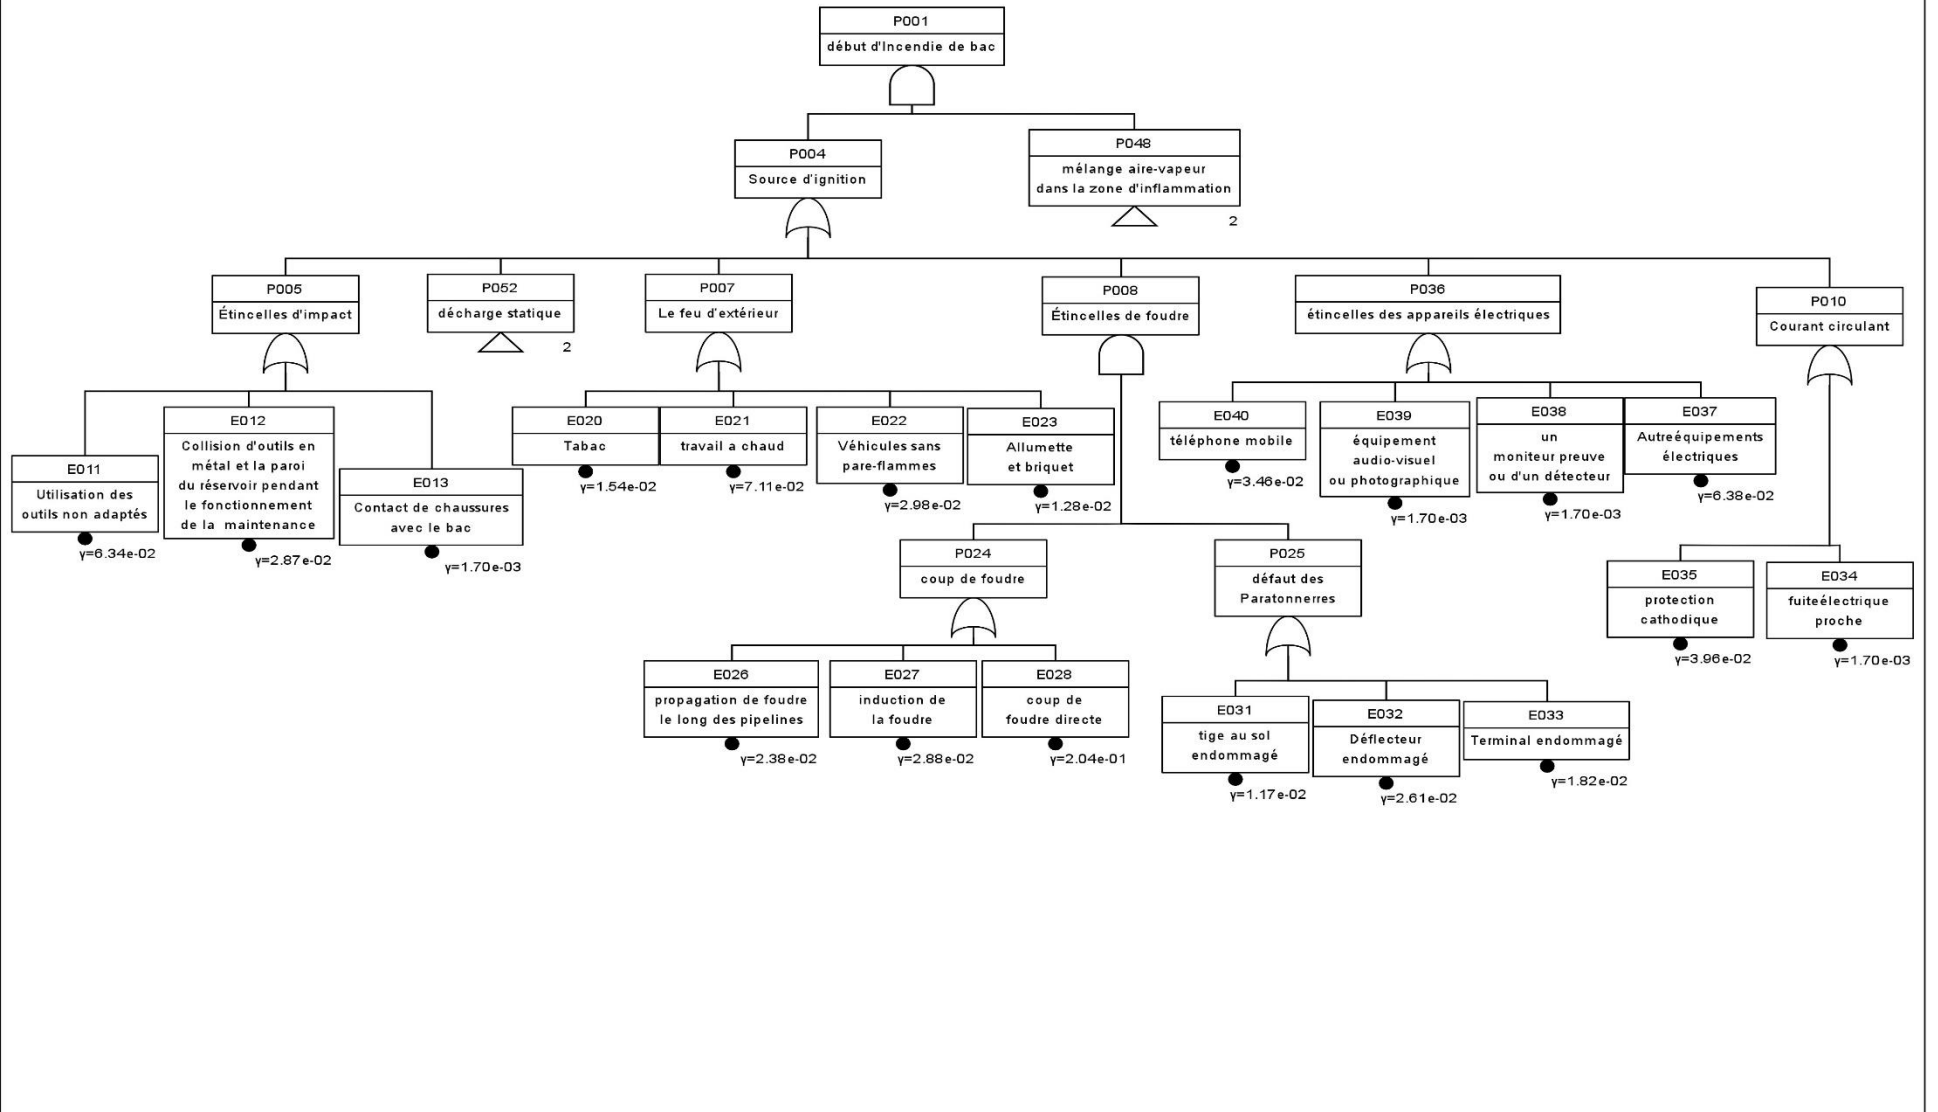 P001
début d'Incendie de bac
P004
Source d'ignition
P048
mélange aire-vapeur
dans la zone d'inflammation
2
P005
Étincelles d'impact
P052
décharge statique
2
P007
Le feu d'extérieur
P008
Étincelles de foudre
P036
étincelles des appareils électriques
P010
Courant circulant
E011
Utilisation des
outils non adaptés
γ=6.34e-02
E012
Collision d'outils en
métal et la paroi
du réservoir pendant
le fonctionnement
de la maintenance
γ=2.87e-02
E013
Contact de chaussures
avec le bac
γ=1.70e-03
E020
Tabac
γ=1.54e-02
E021
travail a chaud
γ=7.11e-02
E022
Véhicules sans
pare-flammes
γ=2.98e-02
E023
Allumette
et briquet
γ=1.28e-02
E040
téléphone mobile
γ=3.46e-02
E039
équipement
audio-visuel
ou photographique
γ=1.70e-03
E038
un
moniteur preuve
ou d'un détecteur
γ=1.70e-03
E037
Autreéquipements
électriques
γ=6.38e-02
P024
coup de foudre
P025
défaut des
Paratonnerres
E035
protection
cathodique
γ=3.96e-02
E034
fuiteélectrique
proche
γ=1.70e-03
E026
propagation de foudre
le long des pipelines
γ=2.38e-02
E027
induction de
la foudre
γ=2.88e-02
E028
coup de
foudre directe
γ=2.04e-01
E031
tige au sol
endommagé
γ=1.17e-02
E032
Déflecteur
endommagé
γ=2.61e-02
E033
Terminal endommagé
γ=1.82e-02